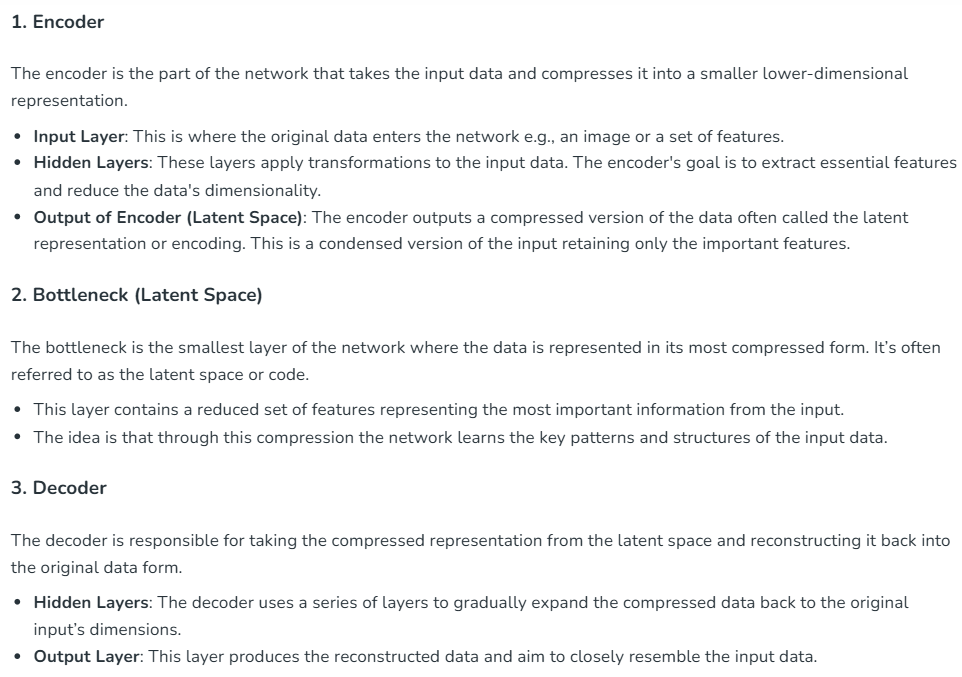 1. Encoder
The encoder is the part of the network that takes the input data and compresses it into a smaller lower-dimensional
representation.
• Input Layer: This is where the original data enters the network e.g., an image or a set of features.
• Hidden Layers: These layers apply transformations to the input data. The encoder's goal is to extract essential features
and reduce the data's dimensionality.
• Output of Encoder (Latent Space): The encoder outputs a compressed version of the data often called the latent
representation or encoding. This is a condensed version of the input retaining only the important features.
2. Bottleneck (Latent Space)
The bottleneck is the smallest layer of the network where the data is represented in its most compressed form. It’s often
referred to as the latent space or code.
• This layer contains a reduced set of features representing the most important information from the input.
• The idea is that through this compression the network learns the key patterns and structures of the input data.
3. Decoder
The decoder is responsible for taking the compressed representation from the latent space and reconstructing it back into
the original data form.
• Hidden Layers: The decoder uses a series of layers to gradually expand the compressed data back to the original
input’s dimensions.
• Output Layer: This layer produces the reconstructed data and aim to closely resemble the input data.